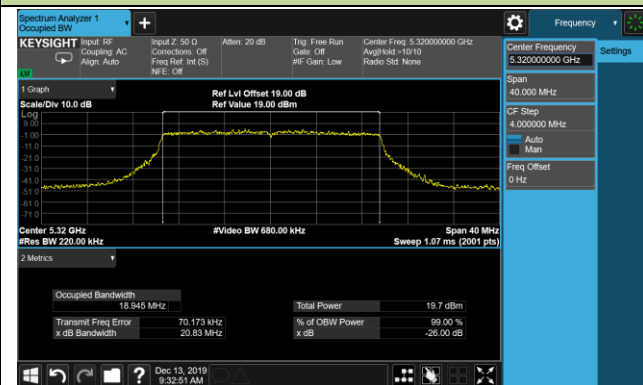 Spectrum Analyzer 1
Occupied BW
Frequency
KEYSIGHT
Input: RF
Coupling: AC
Align: Auto
Input Z: 50 Ω
Corrections: Off
Freq Ref: Int (S)
NFE: Off
Atten: 20 dB
Trig: Free Run
Gate: Off
#IF Gain: Low
Center Freq: 5.320000000 GHz
Avg|Hold:>10/10
Radio Std: None
LXI
Center Frequency
5.320000000 GHz
Settings
Span
40.000 MHz
CF Step
4.000000 MHz
Auto
Man
Freq Offset
0 Hz
1 Graph
Scale/Div 10.0 dB
Ref Lvl Offset 19.00 dB
Ref Value 19.00 dBm
Log
9.00
-1.00
-11.0
-21.0
-31.0
-41.0
-51.0
-61.0
-71.0
Center 5.32 GHz
#Res BW 220.00 kHz
#Video BW 680.00 kHz
Span 40 MHz
Sweep 1.07 ms (2001 pts)
2 Metrics
Occupied Bandwidth
18.945 MHz
Total Power
19.7 dBm
Transmit Freq Error
70.173 kHz
% of OBW Power
99.00 %
x dB Bandwidth
20.83 MHz
x dB
-26.00 dB
?
Dec 13, 2019
9:32:51 AM